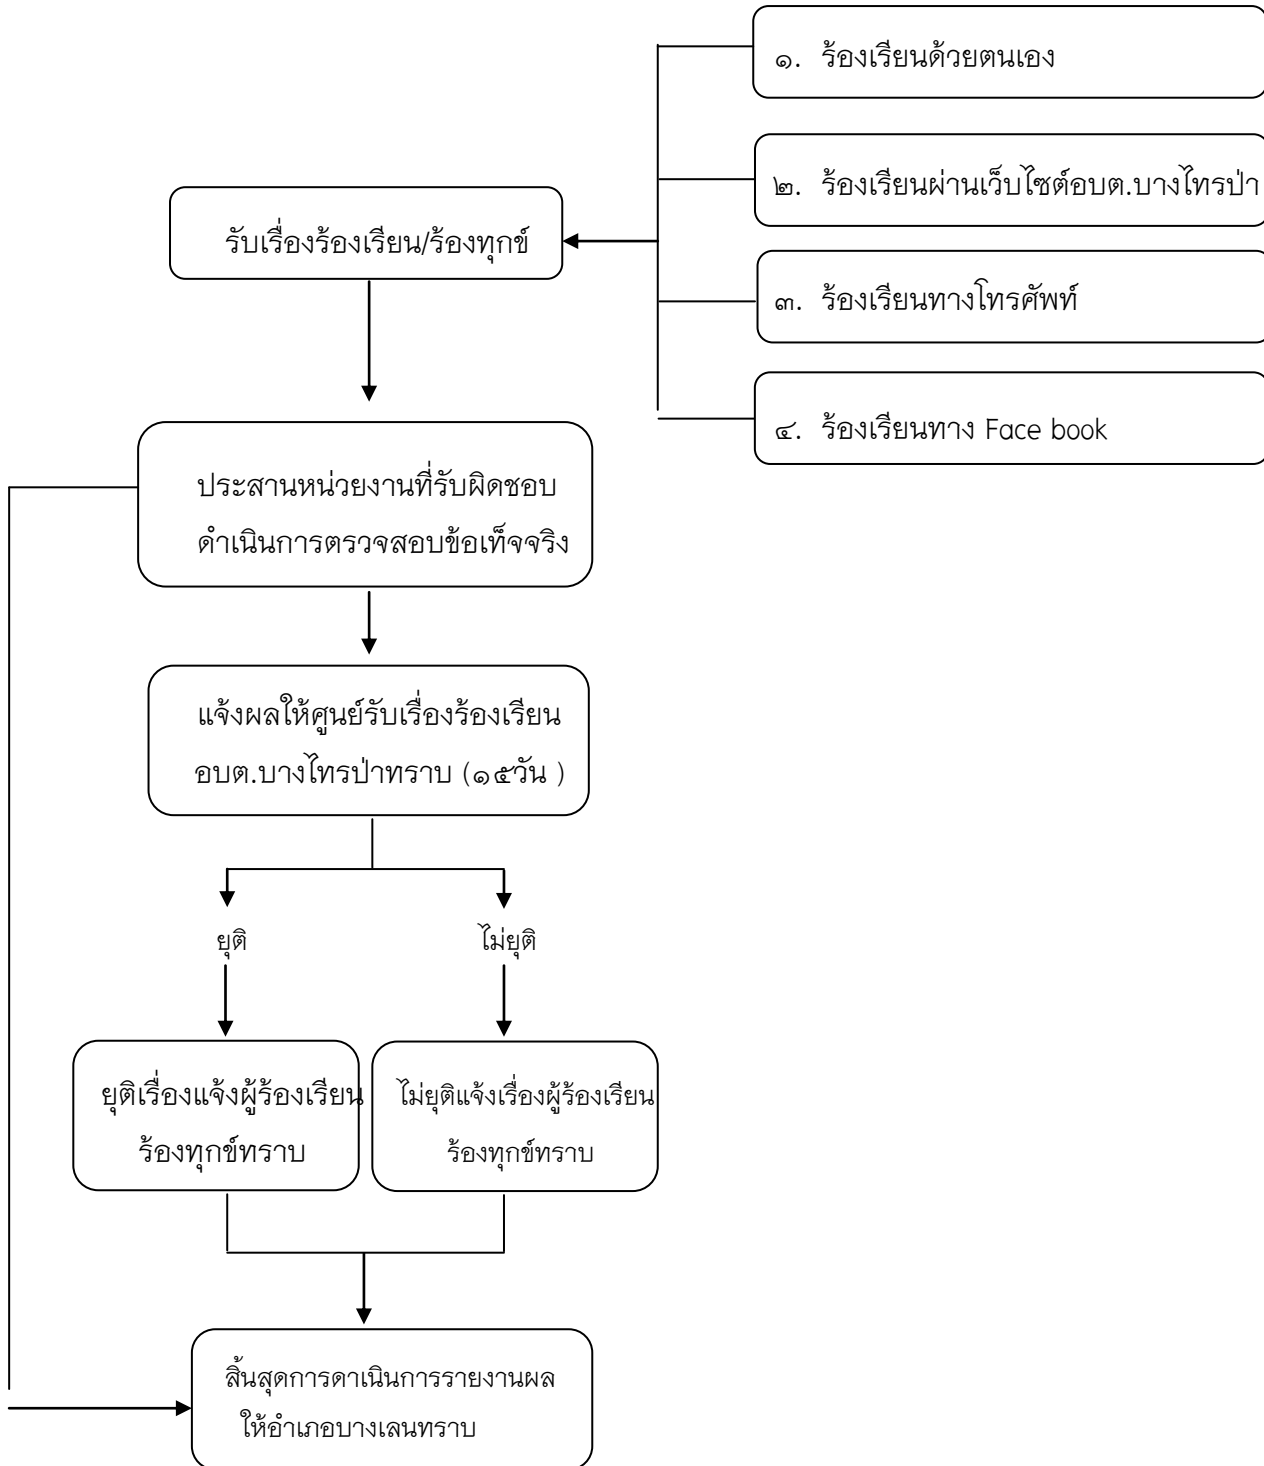 ๑. ร้องเรียนด้วยตนเอง
๒. ร้องเรียนผ่านเว็บไซต์อบต.บางไทรป่า
รับเรื่องร้องเรียน/ร้องทุกข์
๓. ร้องเรียนทางโทรศัพท์
๔. ร้องเรียนทาง Face book
ประสานหน่วยงานที่รับผิดชอบ
ดำเนินการตรวจสอบข้อเท็จจริง
แจ้งผลให้ศูนย์รับเรื่องร้องเรียน
อบต.บางไทรป่าทราบ (๑๕วัน )
ยุติ
ไม่ยุติ
ยุติเรื่องแจ้งผู้ร้องเรียน
ร้องทุกข์ทราบ
ไม่ยุติแจ้งเรื่องผู้ร้องเรียน
ร้องทุกข์ทราบ
สิ้นสุดการดาเนินการรายงานผล
ให้อำเภอบางเลนทราบ